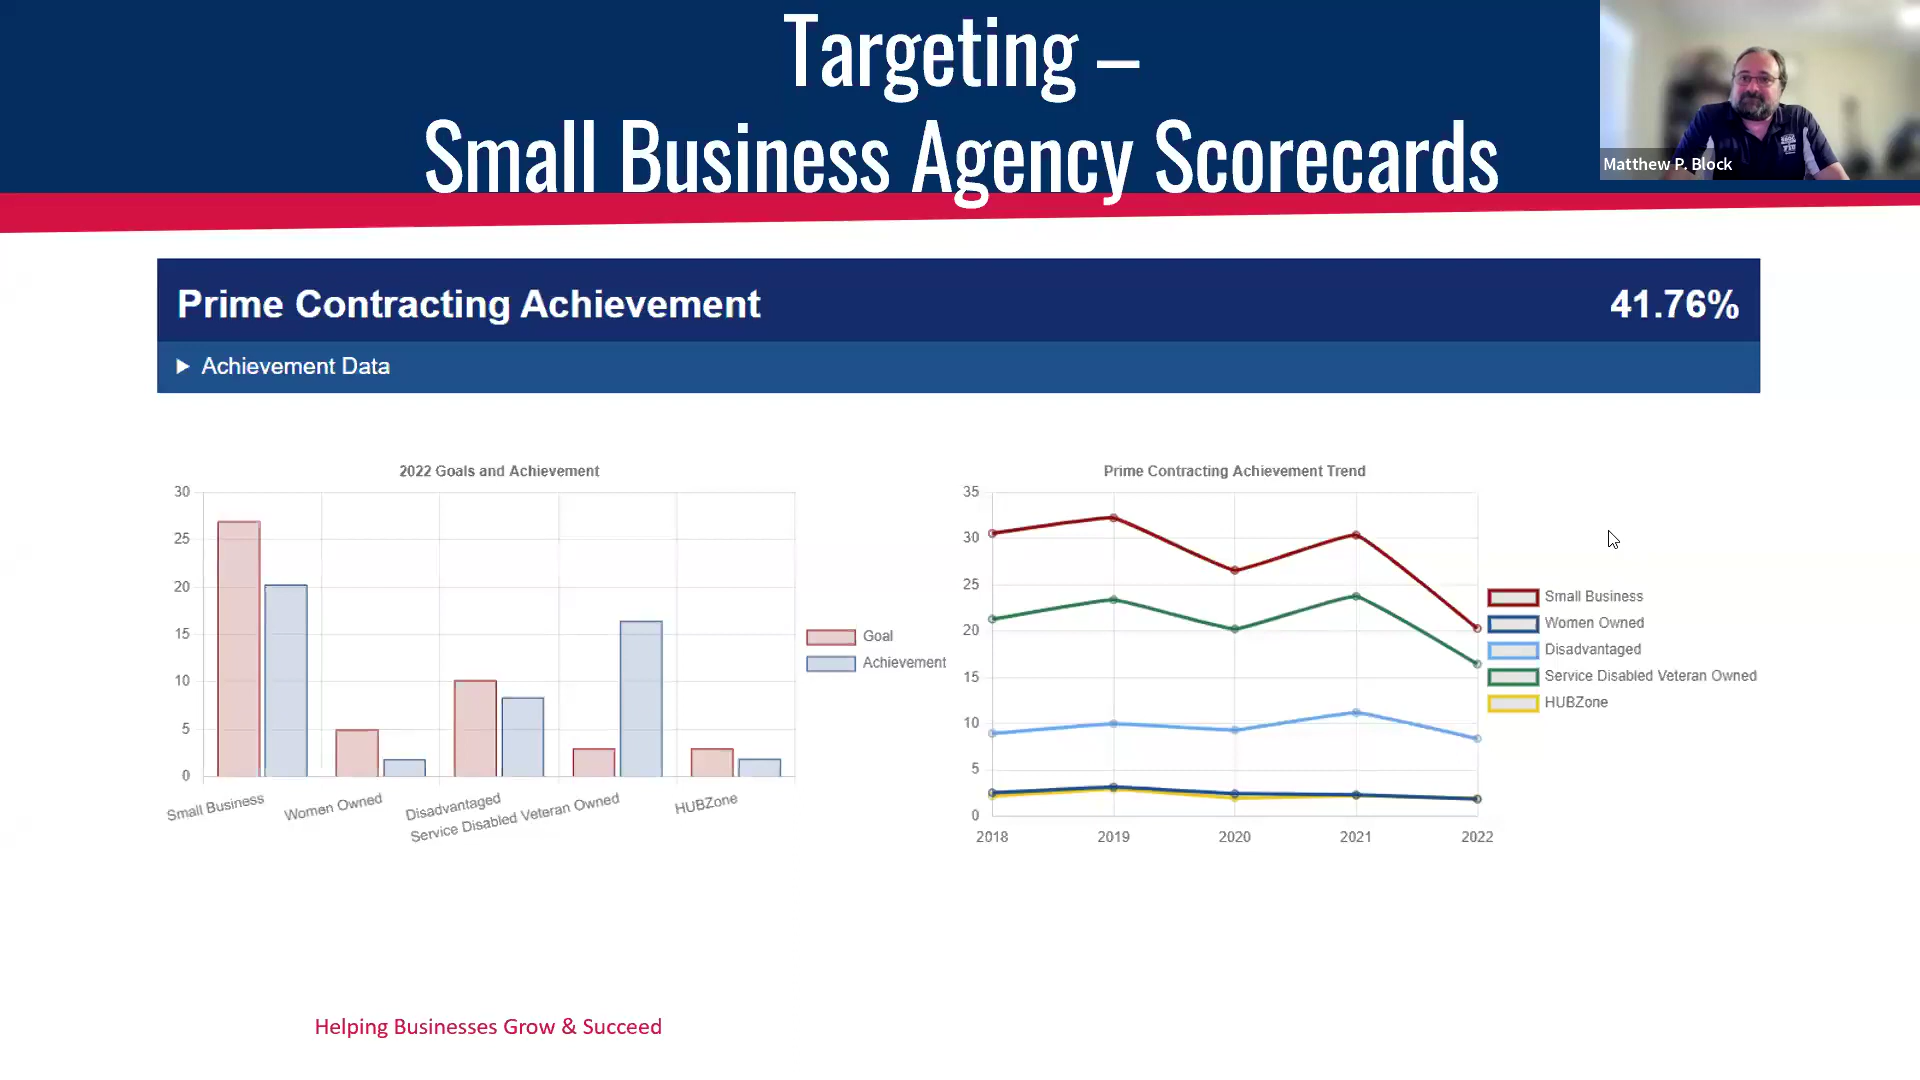 Targeting –
Small Business Agency Scorecards
Matthew P. Block
Prime Contracting Achievement 41.76%
▶ Achievement Data
2022 Goals and Achievement
30
25
20
15
10
5
0
Small Business
Women Owned
Disadvantaged
Service Disabled Veteran Owned
HUBZone
Goal
Achievement
Prime Contracting Achievement Trend
35
30
25
20
15
10
5
0
2018 2019 2020 2021 2022
Small Business
Women Owned
Disadvantaged
Service Disabled Veteran Owned
HUBZone
Helping Businesses Grow & Succeed